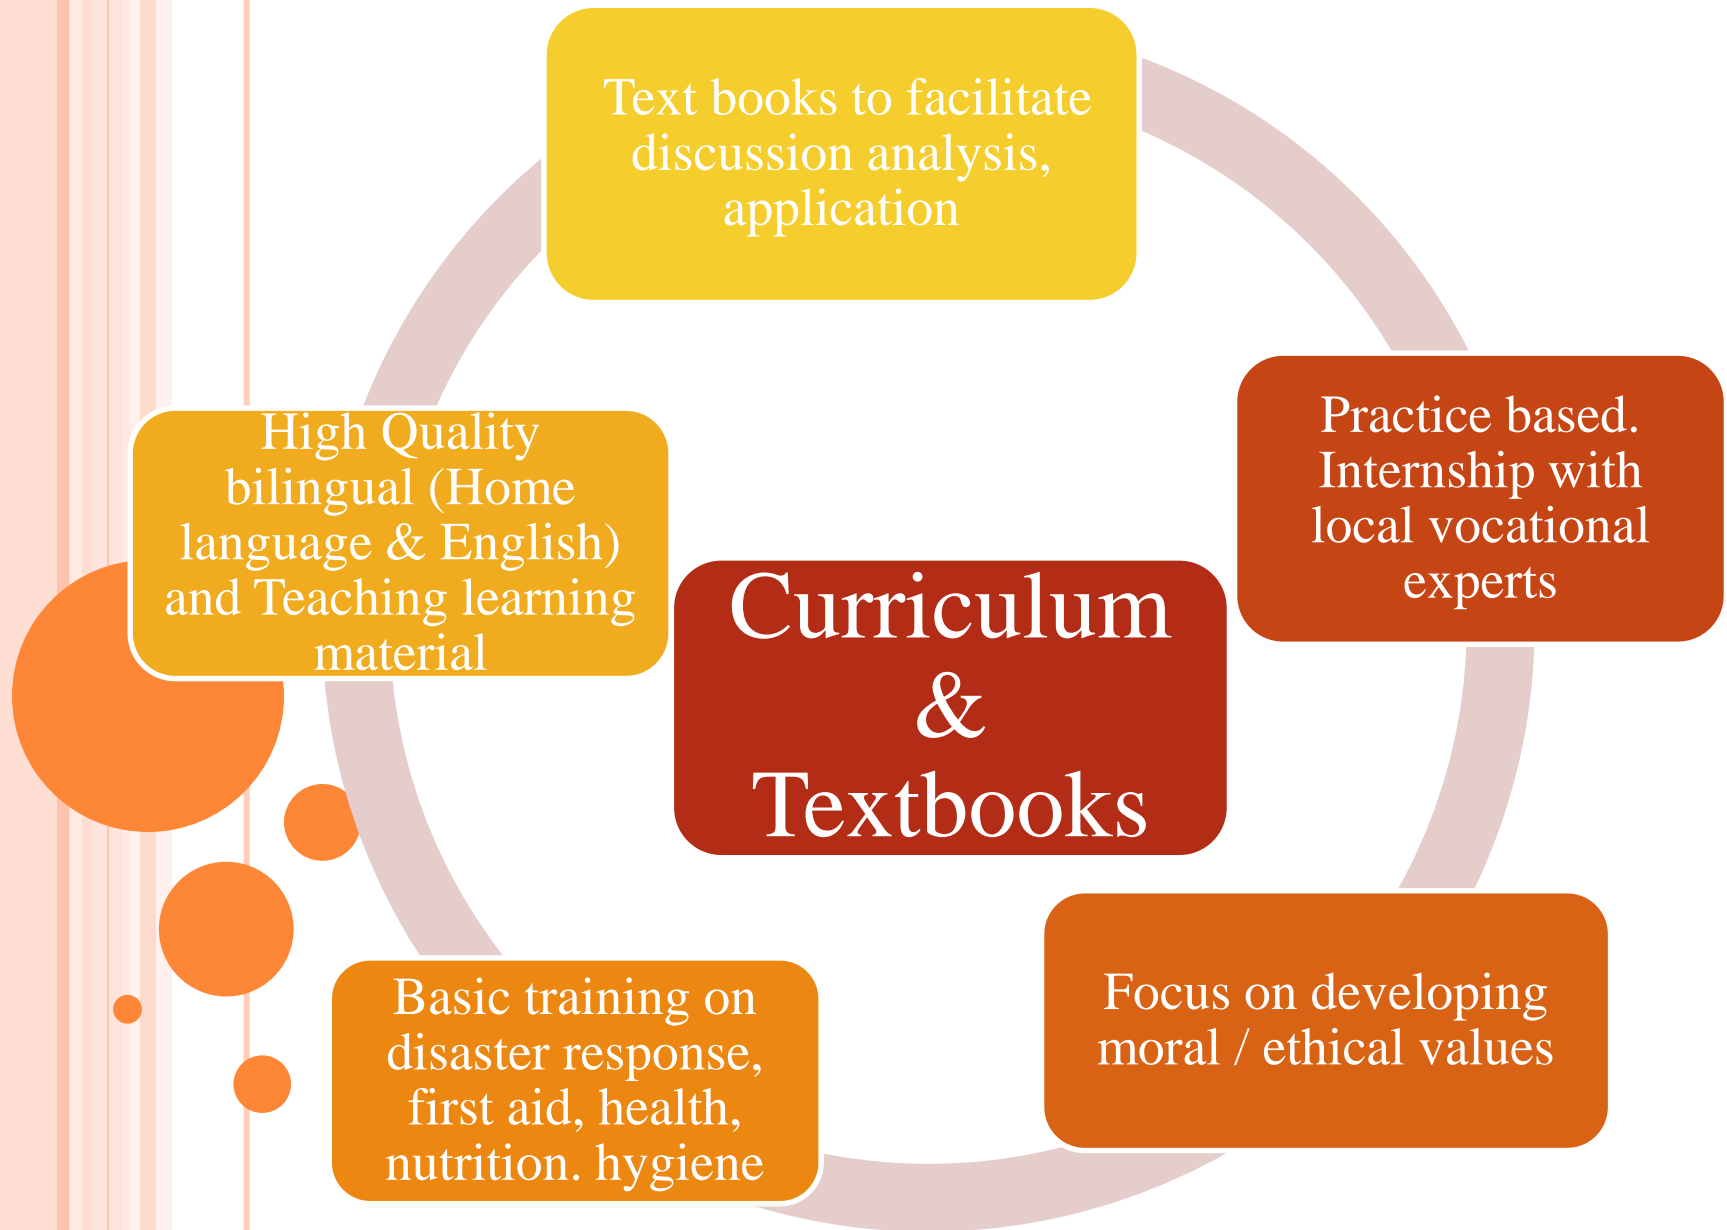 Text books to facilitate
discussion analysis,
application
Practice based.
Internship with
local vocational
experts
High Quality
bilingual (Home
language & English)
and Teaching learning
material
Curriculum
&
Textbooks
Focus on developing
moral / ethical values
Basic training on
disaster response,
first aid, health,
nutrition. hygiene